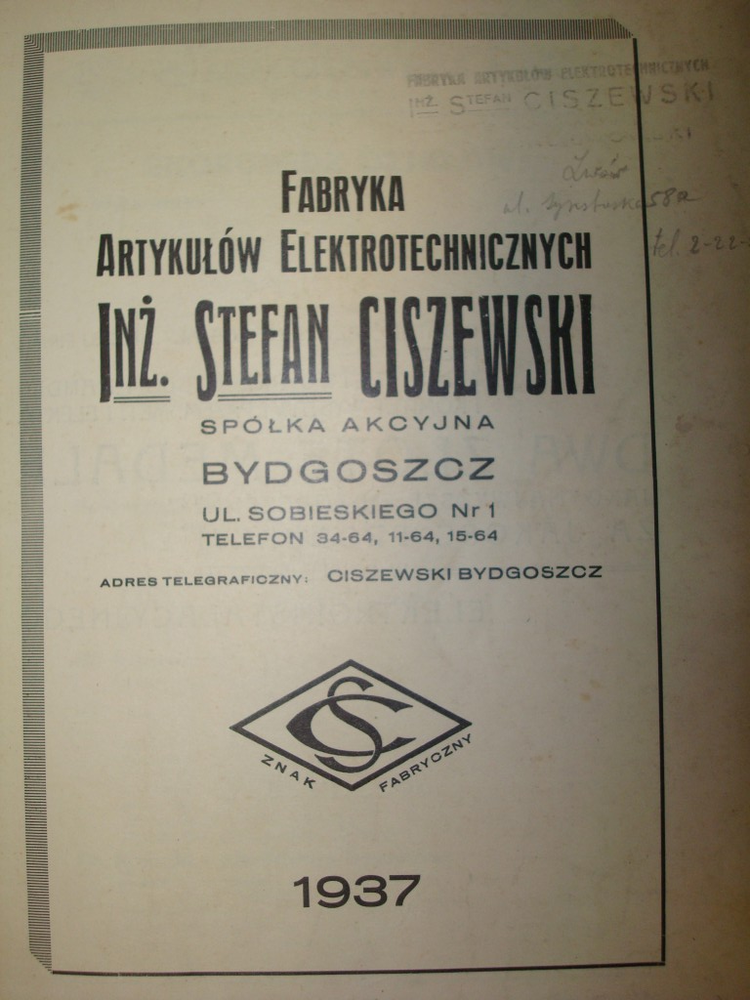 FABRYKA ARTYKUŁÓW ELEKTROTECHNICZNYCH
INŻ. STEFAN CISZEWSKI
Lwów
ul. 58a
tel. 2-22-
FABRYKA
ARTYKUŁÓW ELEKTROTECHNICZNYCH
INŻ. STEFAN CISZEWSKI
SPÓŁKA AKCYJNA
BYDGOSZCZ
UL. SOBIESKIEGO Nr 1
TELEFON 34-64, 11-64, 15-64
ADRES TELEGRAFICZNY: CISZEWSKI BYDGOSZCZ
SC
ZNAK FABRYCZNY
1937